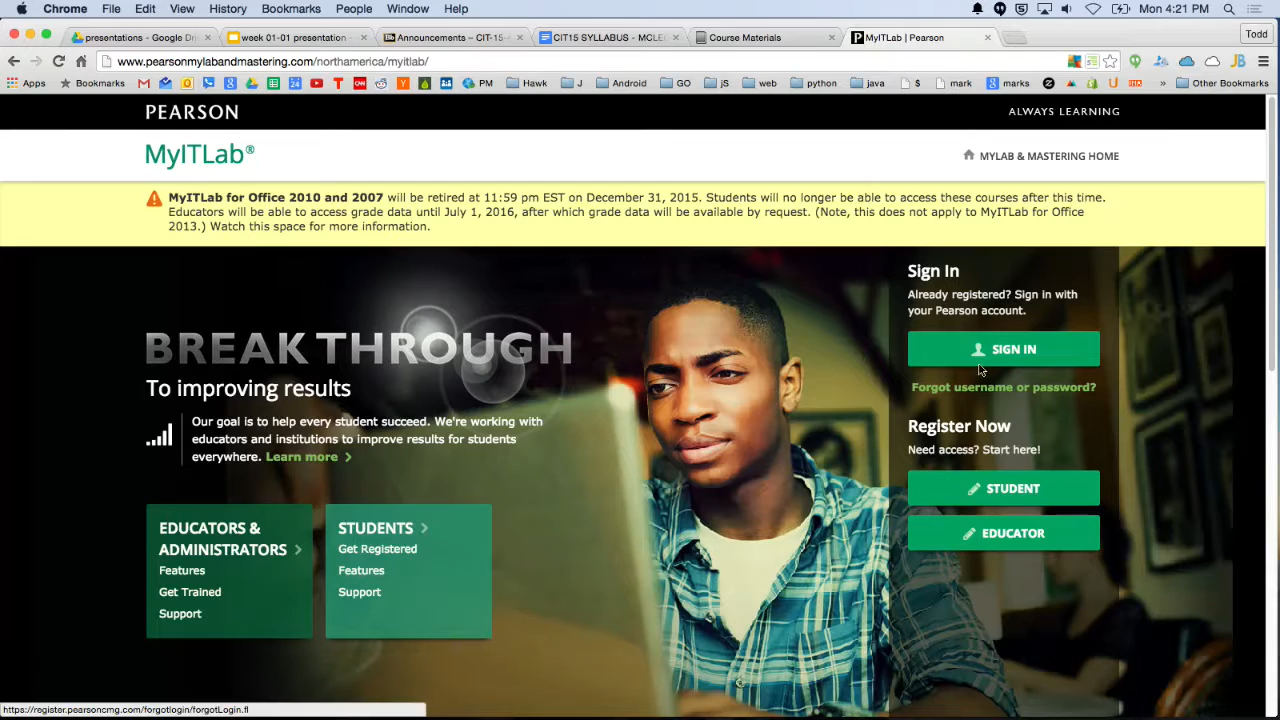 Chrome File Edit View History Bookmarks People Window Help Mon 4:21 PM
presentations - Google Dri week 01-01 presentation Announcements – CIT-15-4 CIT15 SYLLABUS - MCLEO Course Materials MyITLab | Pearson Todd
www.pearsonmylabandmastering.com/northamerica/myitlab/
Apps Bookmarks PM Hawk J Android GO jS web python java $ mark marks Other Bookmarks
PEARSON ALWAYS LEARNING
MyITLab® MYLAB & MASTERING HOME
MyITLab for Office 2010 and 2007 will be retired at 11:59 pm EST on December 31, 2015. Students will no longer be able to access these courses after this time.
Educators will be able to access grade data until July 1, 2016, after which grade data will be available by request. (Note, this does not apply to MyITLab for Office
2013.) Watch this space for more information.
BREAKTHROUGH
To improving results
Our goal is to help every student succeed. We're working with
educators and institutions to improve results for students
everywhere. Learn more >
EDUCATORS &
ADMINISTRATORS >
Features
Get Trained
Support
STUDENTS >
Get Registered
Features
Support
Sign In
Already registered? Sign in with
your Pearson account.
SIGN IN
Forgot username or password?
Register Now
Need access? Start here!
STUDENT
EDUCATOR
https://register.pearsoncmg.com/forgotlogin/forgotLogin.fl